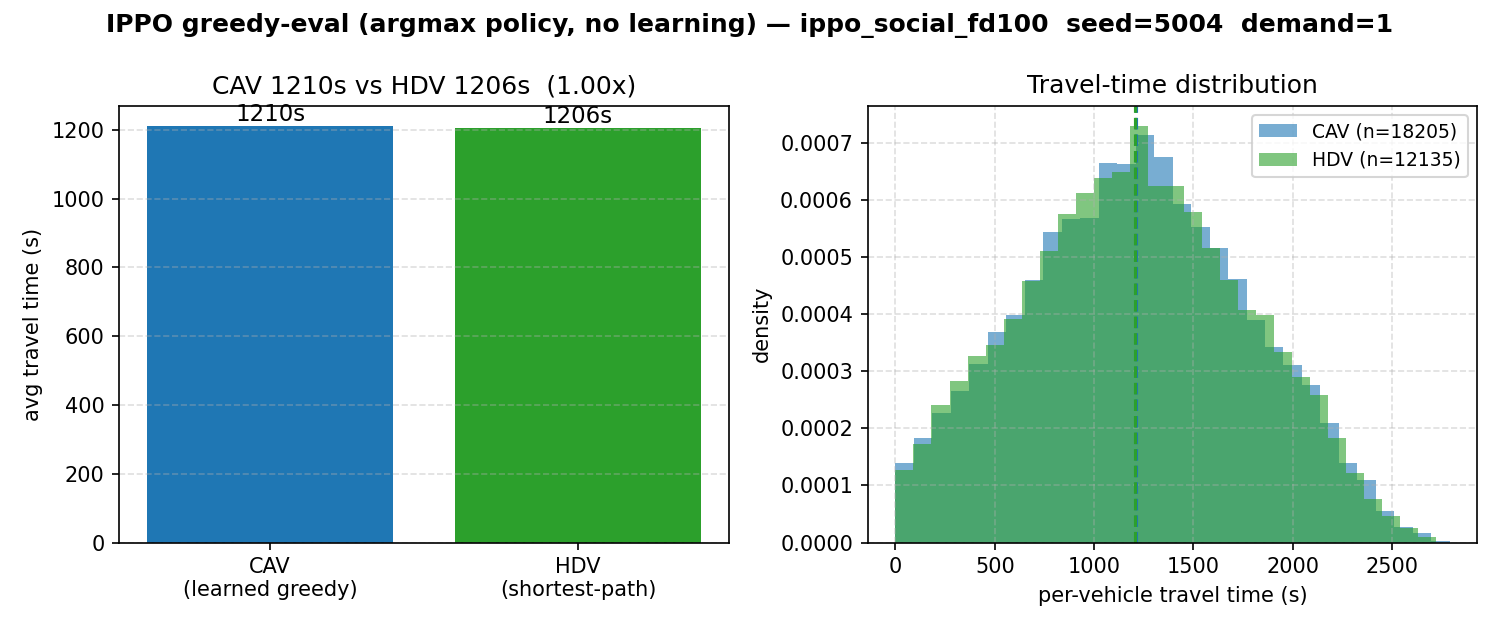 IPPO greedy-eval (argmax policy, no learning) — ippo_social_fd100  seed=5004  demand=1
CAV 1210s vs HDV 1206s  (1.00x)
1210s
1206s
avg travel time (s)
1200
1000
800
600
400
200
0
CAV
(learned greedy)
HDV
(shortest-path)
Travel-time distribution
CAV (n=18205)
HDV (n=12135)
density
0.0007
0.0006
0.0005
0.0004
0.0003
0.0002
0.0001
0.0000
0
500
1000
1500
2000
2500
per-vehicle travel time (s)